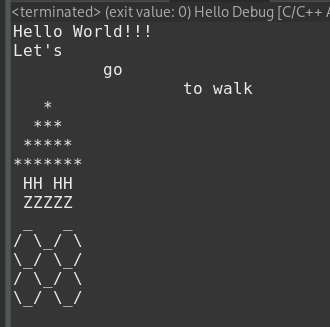 <terminated> (exit value: 0) Hello Debug [C/C++ A
Hello World!!!
Let's
         go
                 to walk
   *
  ***
 *****
*******
 HH HH
 ZZZZZ
 _   _
/ \_/ \
\_/ \_/
/ \_/ \
\_/ \_/